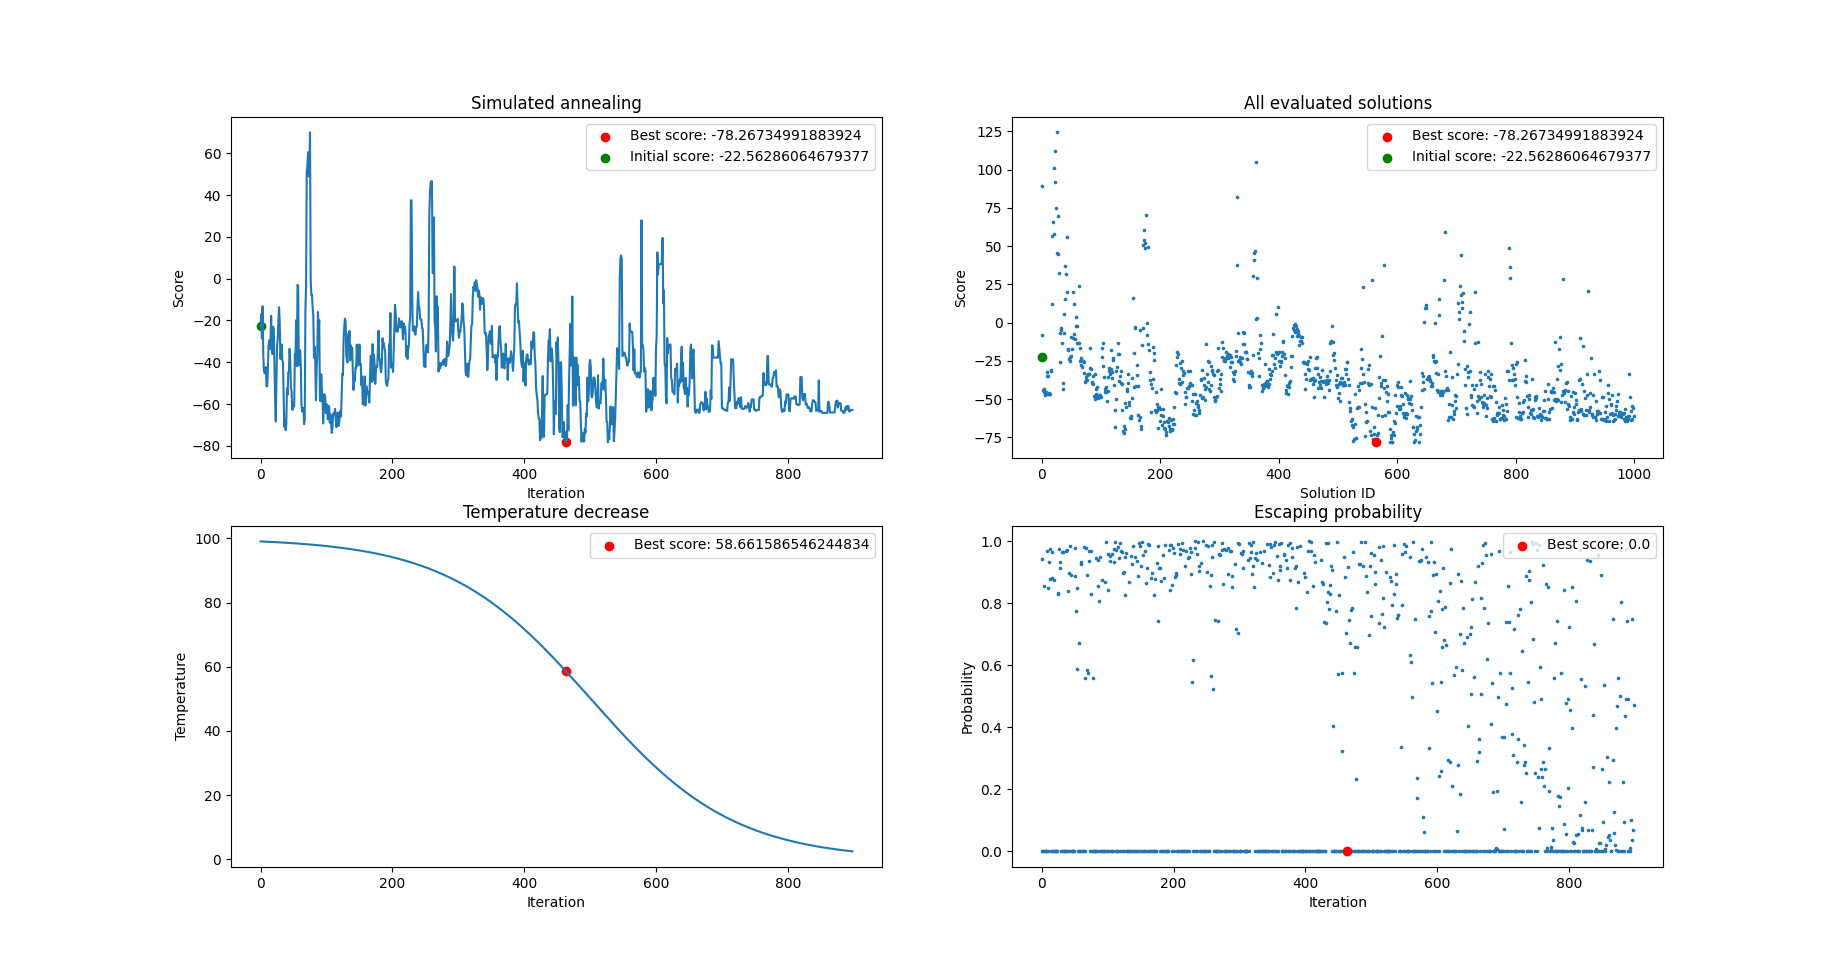 Simulated annealing
Best score: -78.26734991883924
Initial score: -22.56286064679377
60
40
20
0
−20
−40
−60
−80
Score
0 200 400 600 800
Iteration
All evaluated solutions
Best score: -78.26734991883924
Initial score: -22.56286064679377
125
100
75
50
25
0
−25
−50
−75
Score
0 200 400 600 800 1000
Solution ID
Temperature decrease
Best score: 58.661586546244834
100
80
60
40
20
0
Temperature
0 200 400 600 800
Iteration
Escaping probability
Best score: 0.0
1.0
0.8
0.6
0.4
0.2
0.0
Probability
0 200 400 600 800
Iteration